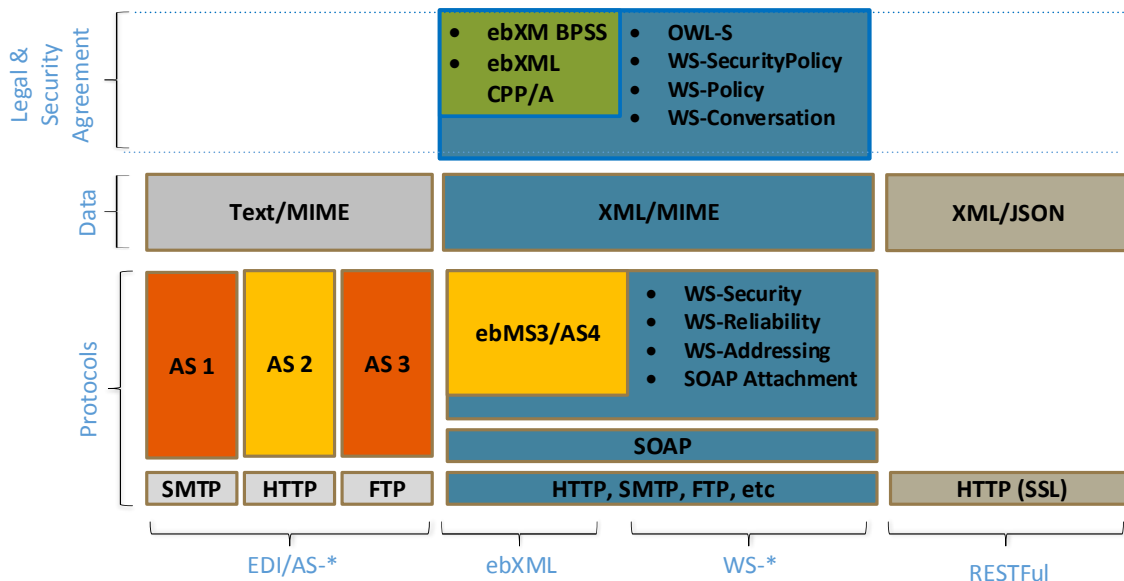 Legal &
Security
Agreement
• ebXM BPSS
• ebXML
CPP/A
• OWL-S
• WS-SecurityPolicy
• WS-Policy
• WS-Conversation
Data
Text/MIME
XML/MIME
XML/JSON
Protocols
AS 1
AS 2
AS 3
ebMS3/AS4
• WS-Security
• WS-Reliability
• WS-Addressing
• SOAP Attachment
SOAP
SMTP
HTTP
FTP
HTTP, SMTP, FTP, etc
HTTP (SSL)
EDI/AS-*
ebXML
WS-*
RESTFul